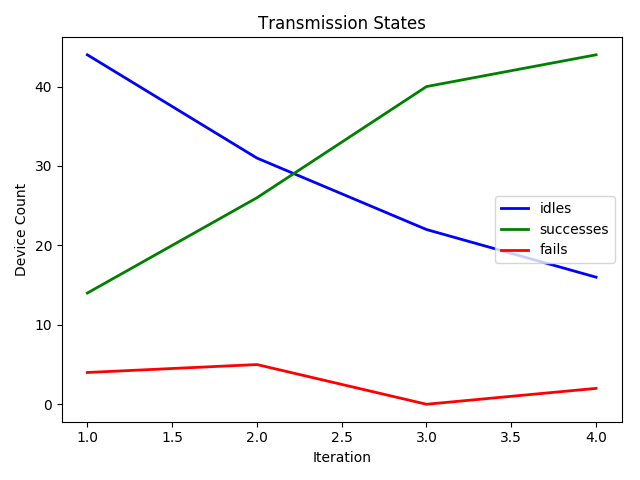 Transmission States
Device Count
40
30
20
10
0
idles
successes
fails
1.0 1.5 2.0 2.5 3.0 3.5 4.0
Iteration